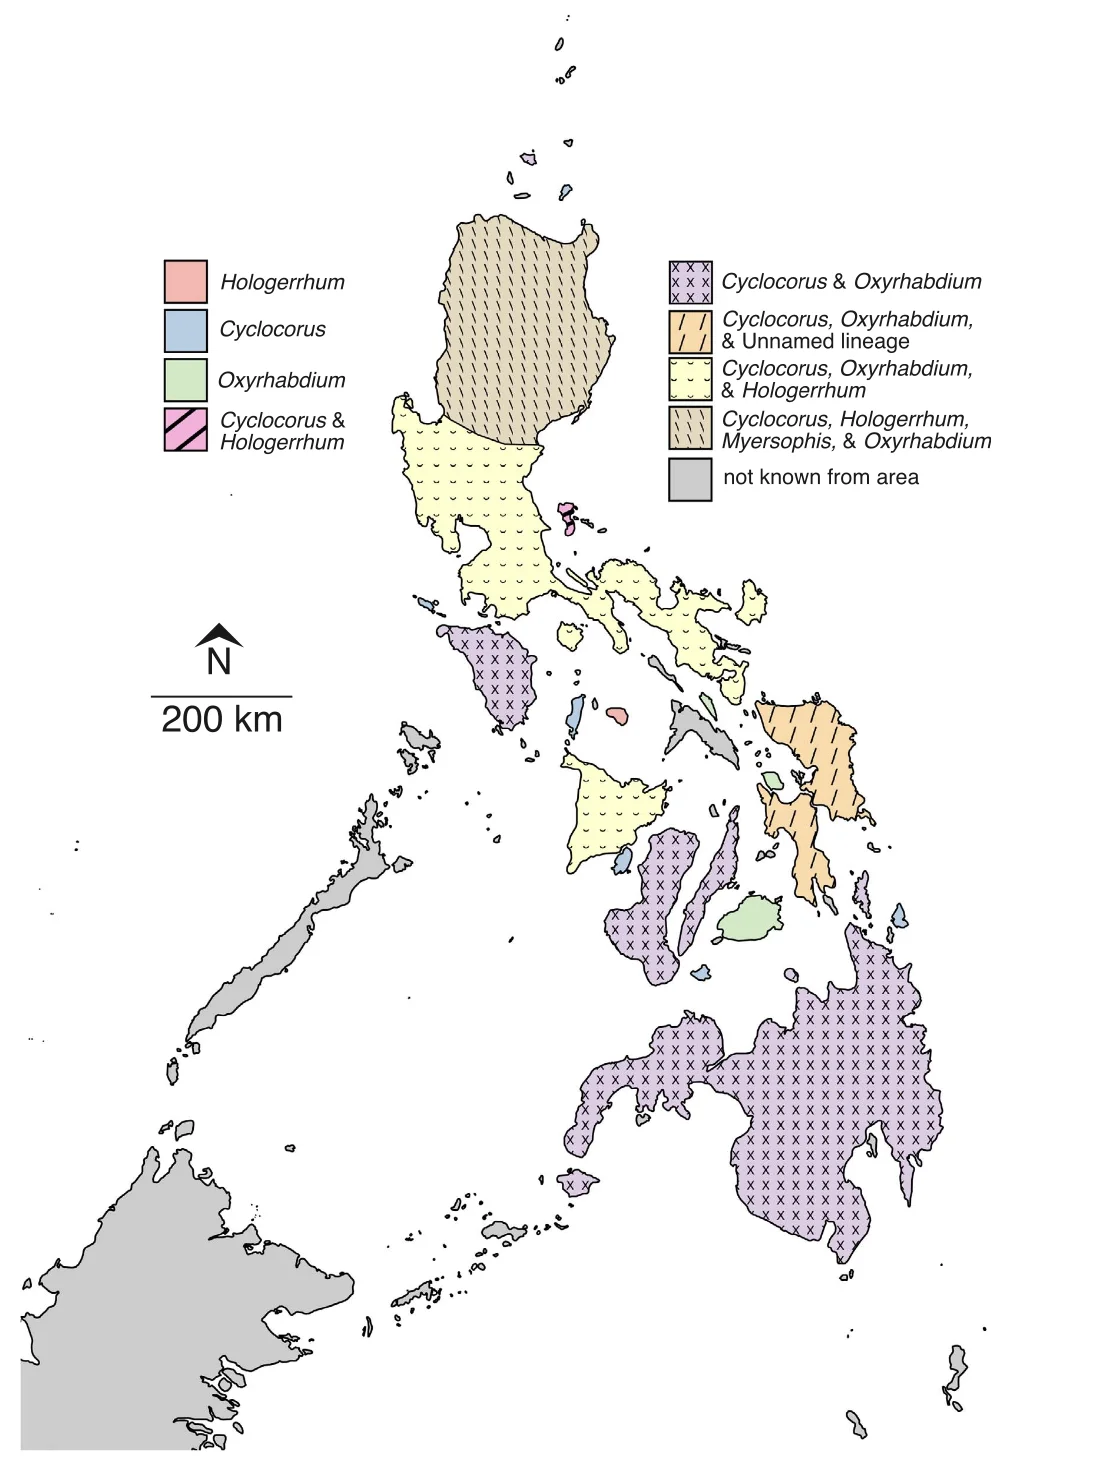 Hologerrhum
Cyclocorus
Oxyrhabdium
Cyclocorus &
Hologerrhum
Cyclocorus & Oxyrhabdium
Cyclocorus, Oxyrhabdium,
& Unnamed lineage
Cyclocorus, Oxyrhabdium,
& Hologerrhum
Cyclocorus, Hologerrhum,
Myersophis, & Oxyrhabdium
not known from area
N
200 km